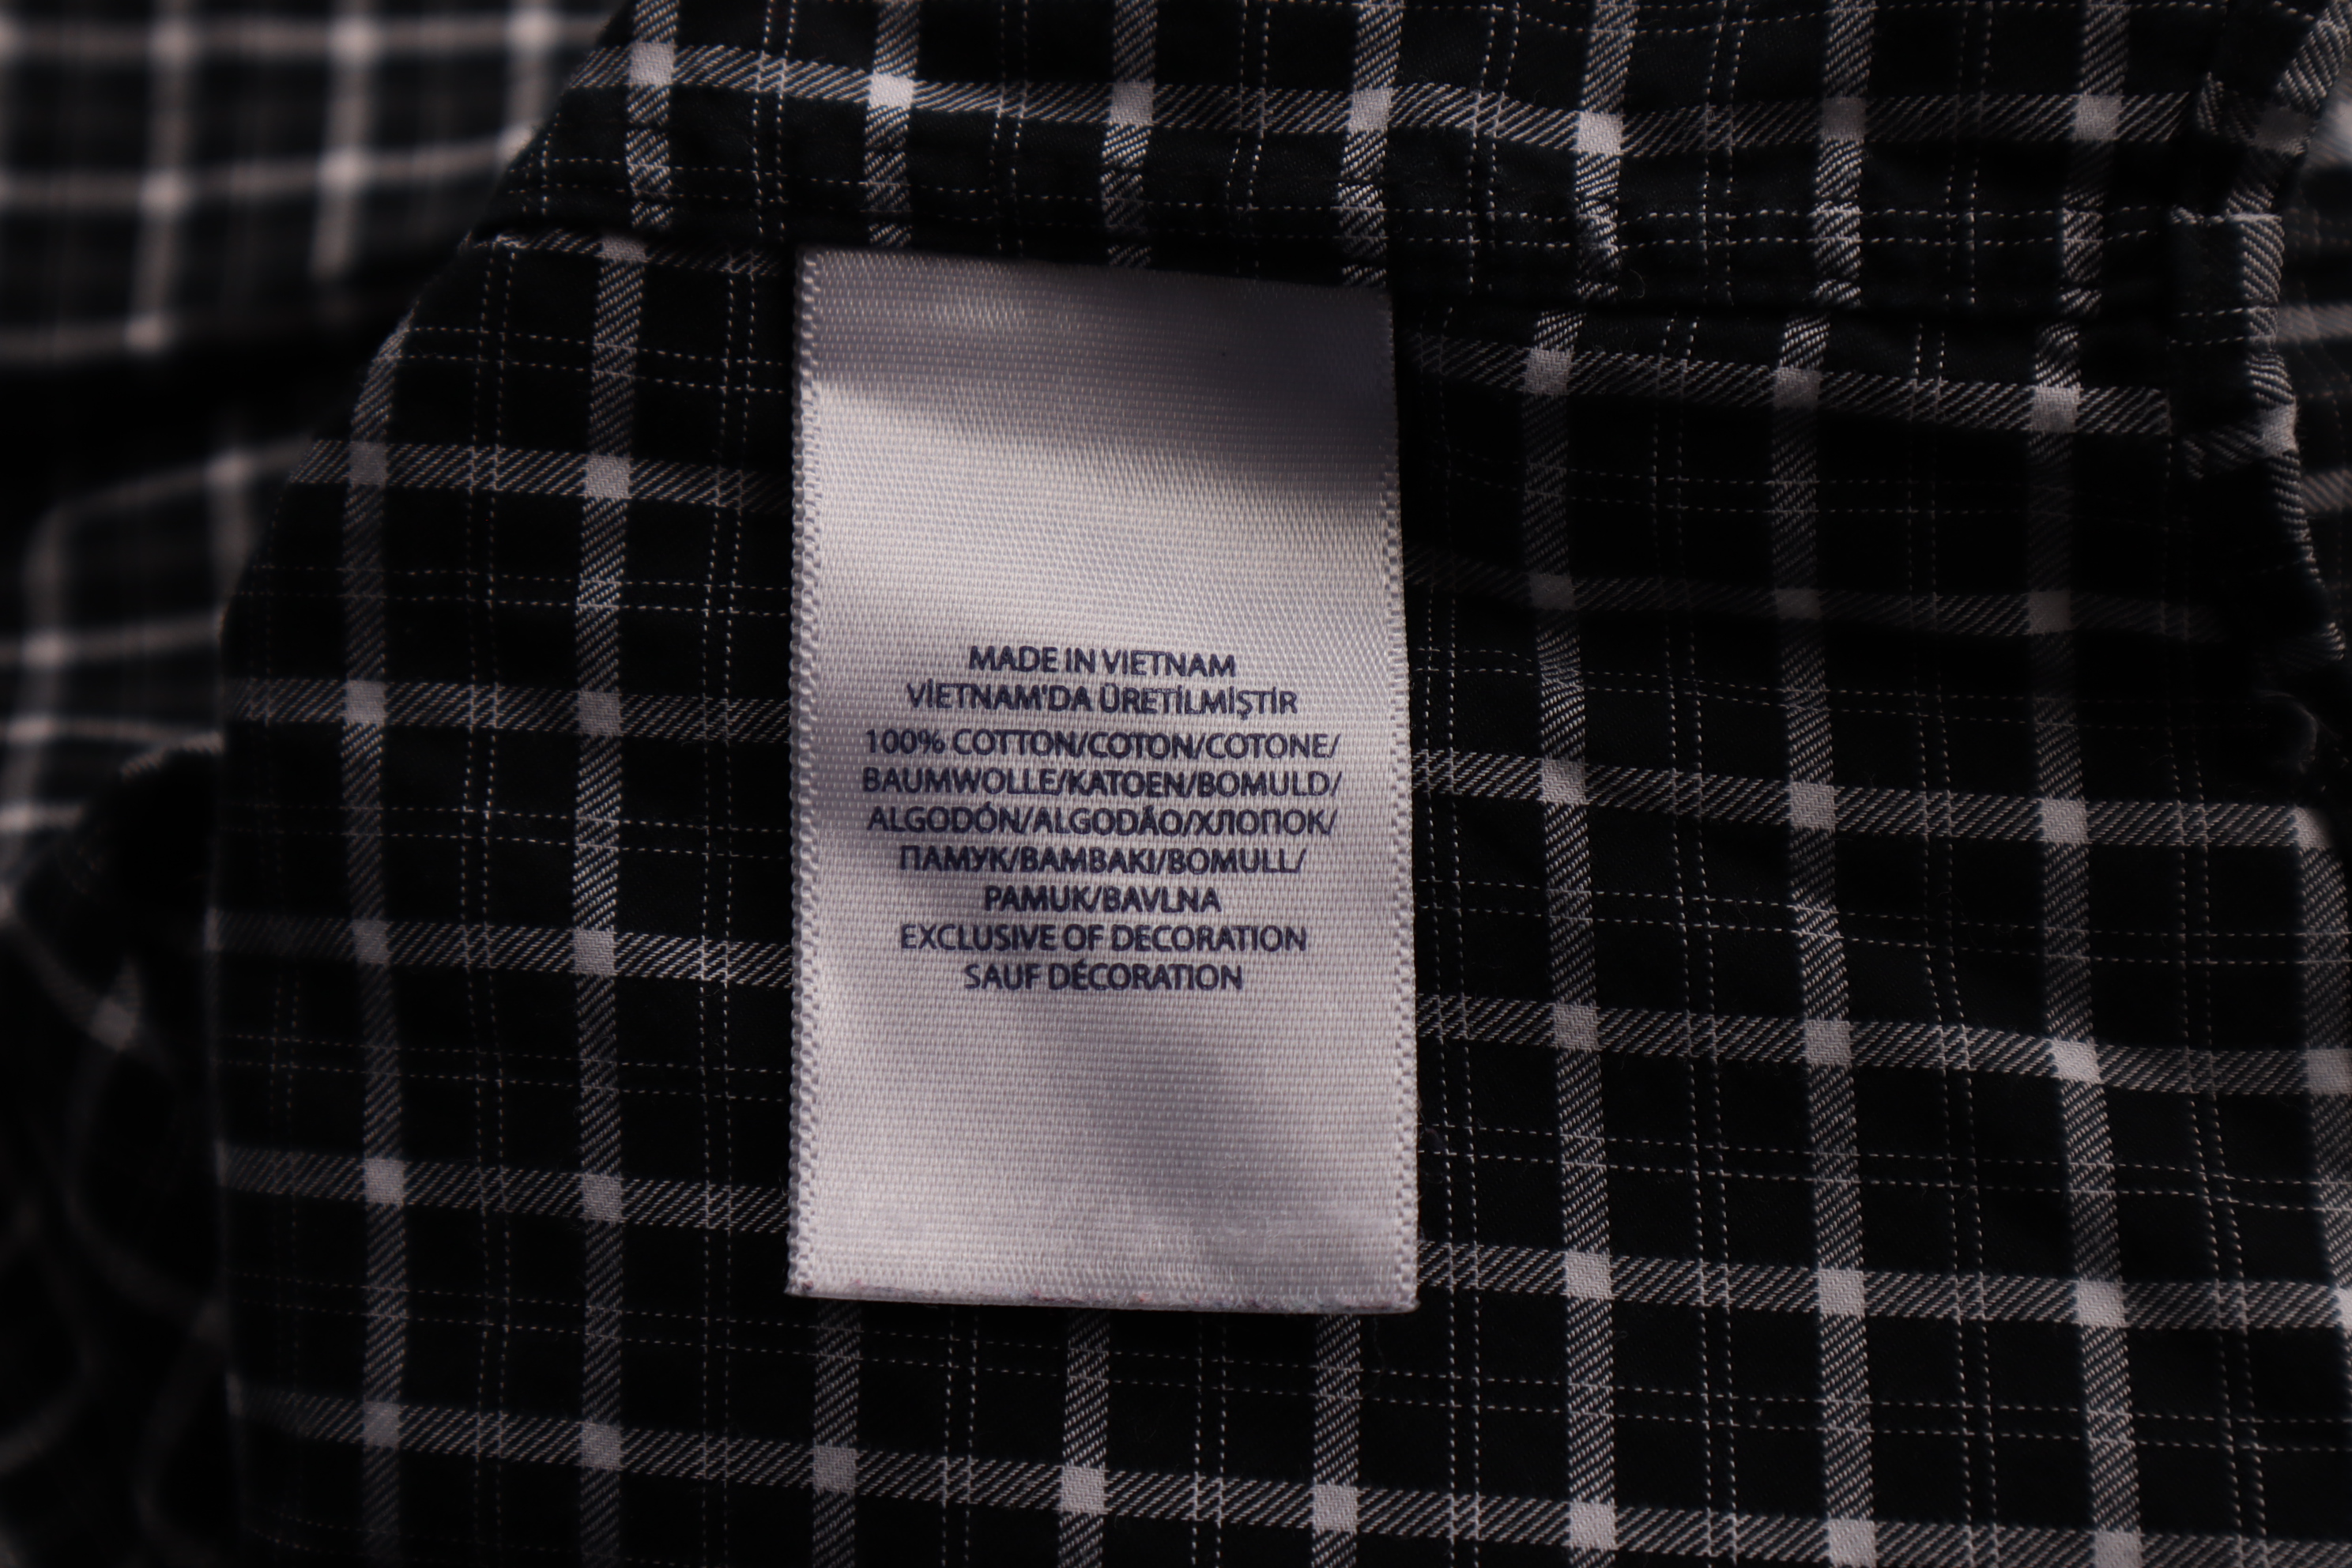 MADE IN VIETNAM
VİETNAM'DA ÜRETİLMİŞTİR
100% COTTON/COTON/COTONE/
BAUMWOLLE/KATOEN/BOMULD/
ALGODÓN/ALGODÃO/ХЛОПОК/
ПАМУК/BAMBAKI/BOMULL/
PAMUK/BAVLNA
EXCLUSIVE OF DECORATION
SAUF DÉCORATION